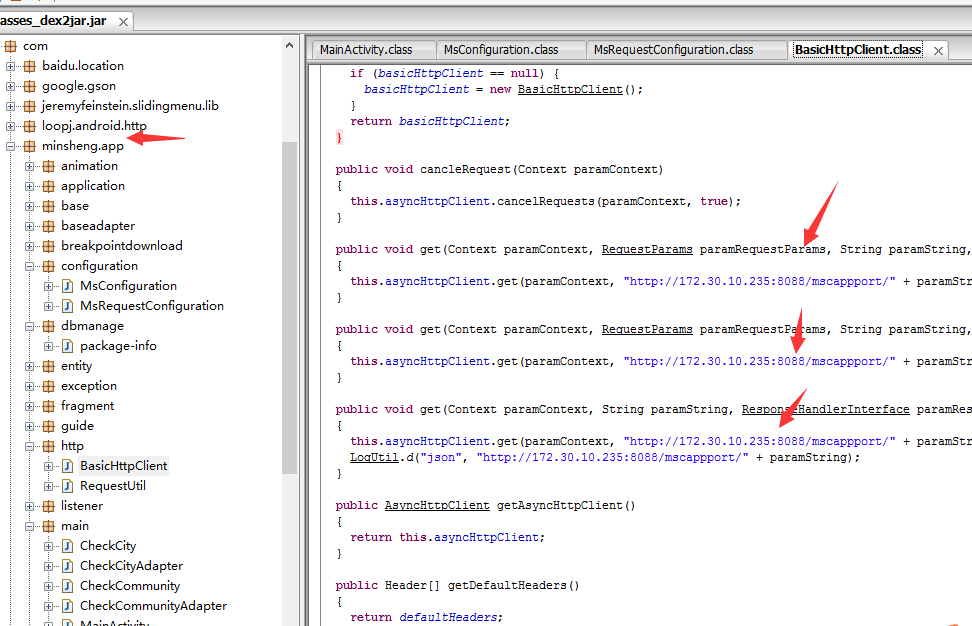 asses_dex2jar.jar
com
baidu.location
google.gson
jeremyfeinstein.slidingmenu.lib
loopj.android.http
minsheng.app
animation
application
base
baseadapter
breakpointdownload
configuration
MsConfiguration
MsRequestConfiguration
dbmanage
package-info
entity
exception
fragment
guide
http
BasicHttpClient
RequestUtil
listener
main
CheckCity
CheckCityAdapter
CheckCommunity
CheckCommunityAdapter
MainActivity
MainActivity.class MsConfiguration.class MsRequestConfiguration.class BasicHttpClient.class
if (basicHttpClient == null) {
basicHttpClient = new BasicHttpClient();
}
return basicHttpClient;
}
public void cancleRequest(Context paramContext)
{
this.asyncHttpClient.cancelRequests(paramContext, true);
}
public void get(Context paramContext, RequestParams paramRequestParams, String paramString,
{
this.asyncHttpClient.get(paramContext, "http://172.30.10.235:8088/mscappport/" + paramStr
}
public void get(Context paramContext, RequestParams paramRequestParams, String paramString,
{
this.asyncHttpClient.get(paramContext, "http://172.30.10.235:8088/mscappport/" + paramStr
}
public void get(Context paramContext, String paramString, ResponseHandlerInterface paramRes
{
this.asyncHttpClient.get(paramContext, "http://172.30.10.235:8088/mscappport/" + paramStr
LogUtil.d("json", "http://172.30.10.235:8088/mscappport/" + paramString);
}
public AsyncHttpClient getAsyncHttpClient()
{
return this.asyncHttpClient;
}
public Header[] getDefaultHeaders()
{
return defaultHeaders;